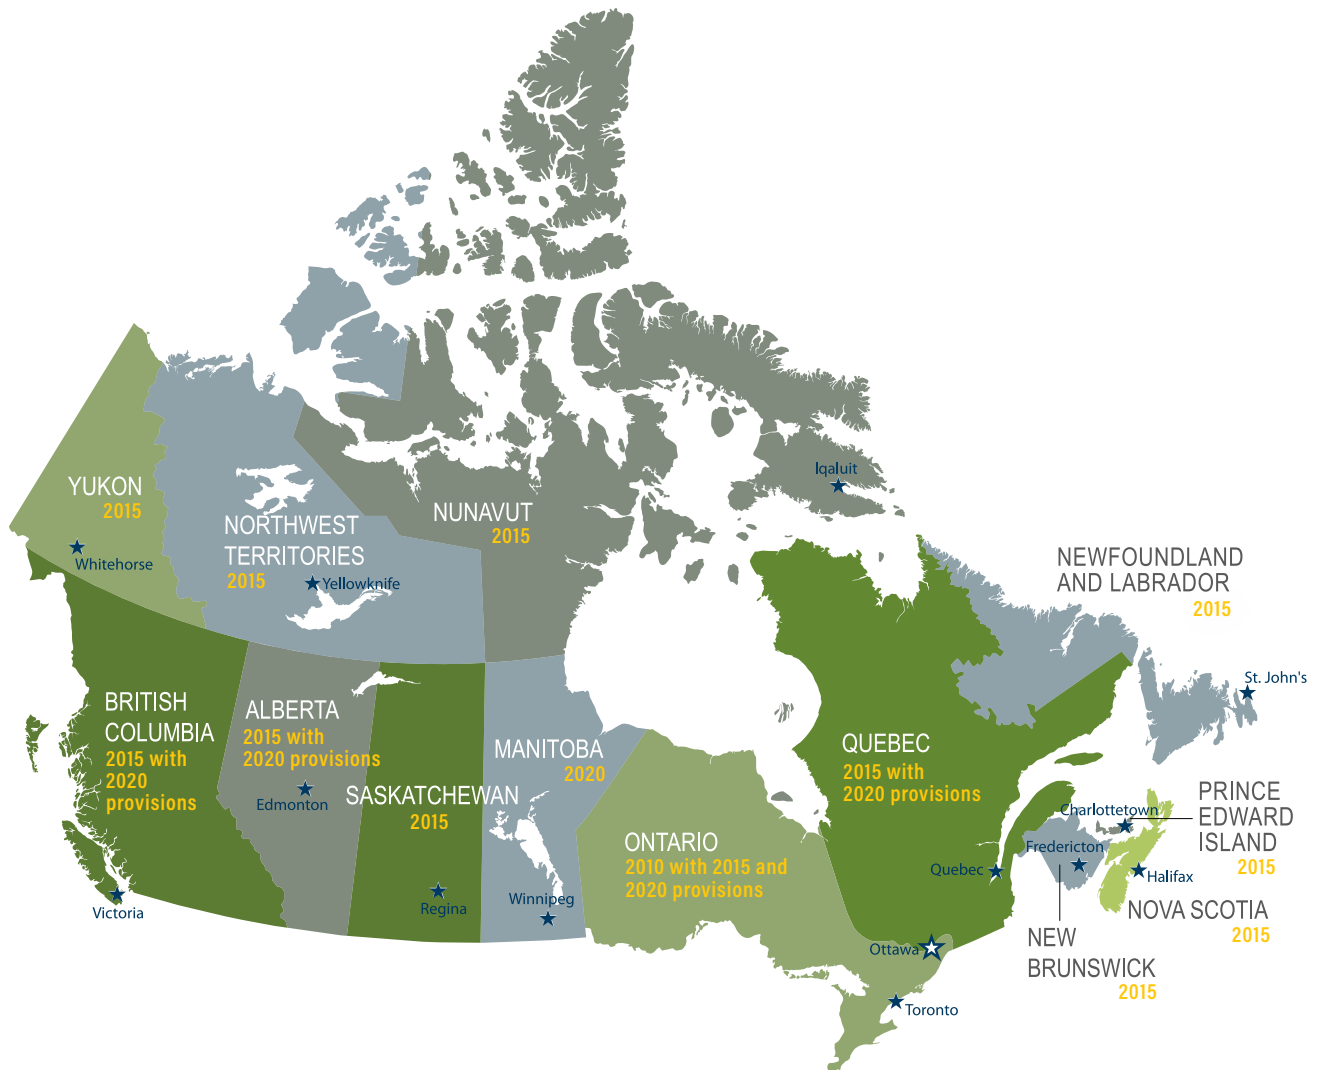 Iqaluit
YUKON
2015
NUNAVUT
2015
NORTHWEST
TERRITORIES
2015
Whitehorse
Yellowknife
NEWFOUNDLAND
AND LABRADOR
2015
St. John's
BRITISH
COLUMBIA
2015 with
2020
provisions
ALBERTA
2015 with
2020 provisions
Edmonton
SASKATCHEWAN
2015
MANITOBA
2020
QUEBEC
2015 with
2020 provisions
ONTARIO
2010 with 2015 and
2020 provisions
Charlottetown
PRINCE
EDWARD
ISLAND
2015
Fredericton
Quebec
Halifax
Victoria
Regina
Winnipeg
NOVA SCOTIA
2015
NEW
BRUNSWICK
2015
Ottawa
Toronto